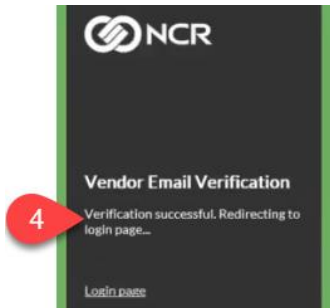 NCR
Vendor Email Verification
4
Verification successful. Redirecting to
login page...
Login page